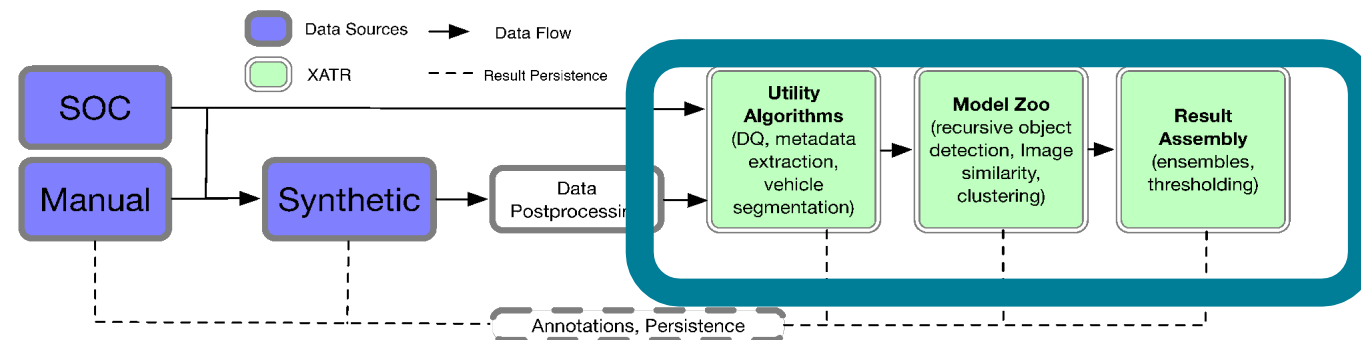 Data Sources
Data Flow
XATR
Result Persistence
SOC
Manual
Synthetic
Data
Postprocessin
Utility
Algorithms
(DQ, metadata
extraction,
vehicle
segmentation)
Model Zoo
(recursive object
detection, Image
similarity,
clustering)
Result
Assembly
(ensembles,
thresholding)
Annotations, Persistence